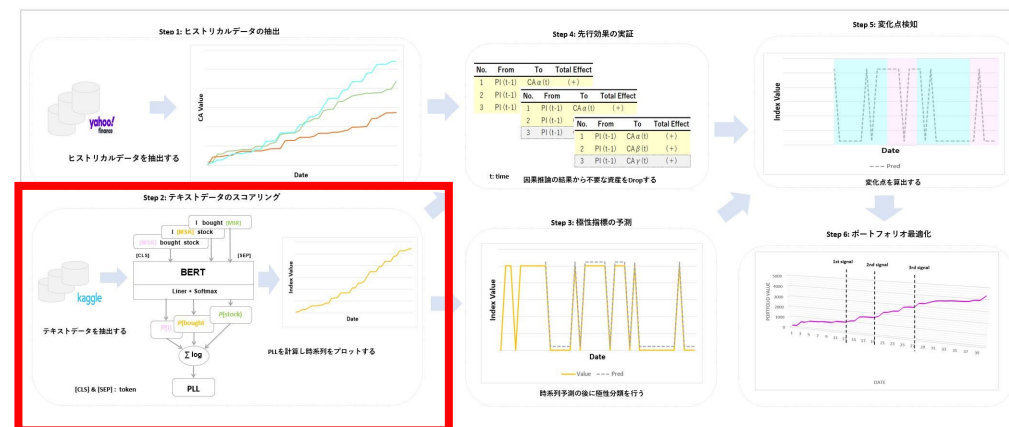 Step 1: ヒストリカルデータの抽出
yahoo!
finance
ヒストリカルデータを抽出する
CA Value
Date
Step 2: テキストデータのスコアリング
I bought [MSK]
I [MSK] stock
[MSK] bought stock
[CLS]
[SEP]
BERT
Liner + Softmax
P(I)
P(bought
P(stock)
∑ log
PLL
kaggle
テキストデータを抽出する
[CLS] & [SEP] : token
Index Value
Date
PLLを計算し時系列をプロットする
Step 4: 先行効果の実証
No. From To Total Effect
1 PI (t-1) CA α (t) (+)
2 PI (t-1)
3 PI (t-1)
No. From To Total Effect
1 PI (t-1) CA α (t) (+)
2 PI (t-1)
3 PI (t-1)
No. From To Total Effect
1 PI (t-1) CA α (t) (+)
2 PI (t-1) CA β (t) (+)
3 PI (t-1) CA γ (t) (+)
t: time
因果推論の結果から不要な資産をDropする
Step 3: 極性指標の予測
Index Value
Date
Value Pred
時系列予測の後に極性分類を行う
Step 5: 変化点検知
Index Value
Date
Pred
変化点を算出する
Step 6: ポートフォリオ最適化
1st signal 2nd signal 3rd signal
PORTFOLIO VALUE
5000
4000
3000
2000
1000
0
DATE